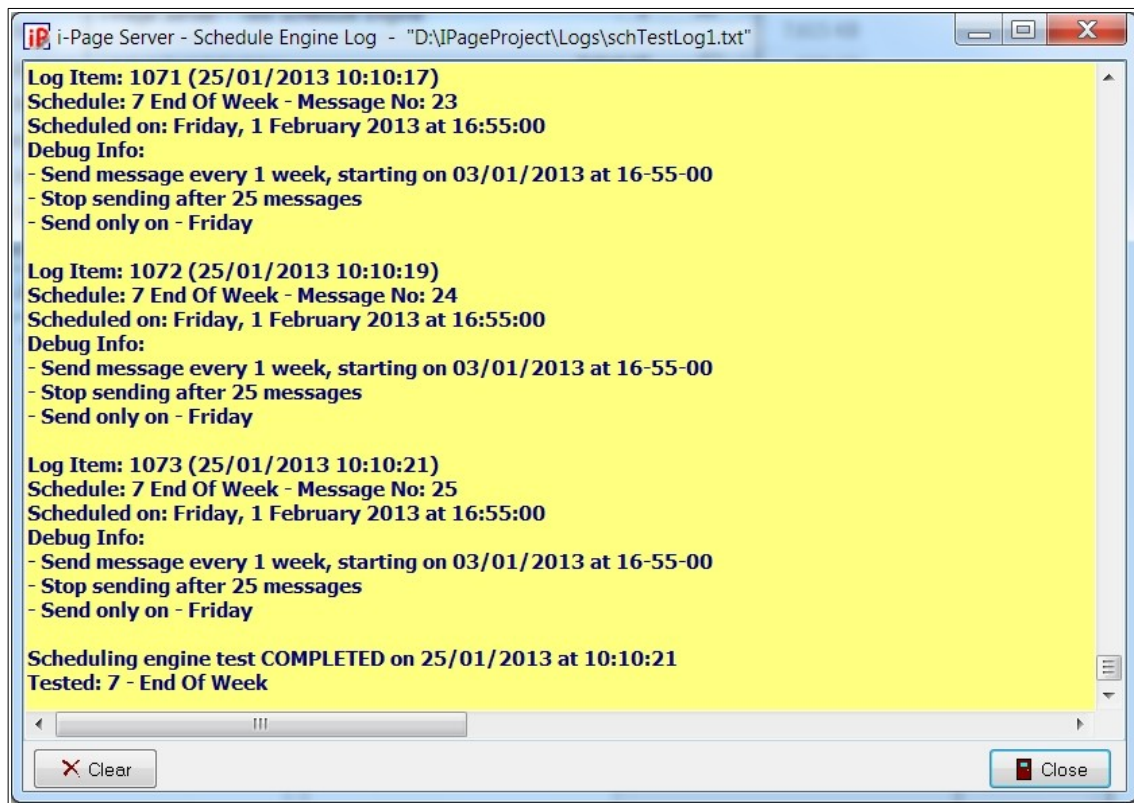 iP i-Page Server - Schedule Engine Log - "D:\IPageProject\Logs\schTestLog1.txt"
Log Item: 1071 (25/01/2013 10:10:17)
Schedule: 7 End Of Week - Message No: 23
Scheduled on: Friday, 1 February 2013 at 16:55:00
Debug Info:
- Send message every 1 week, starting on 03/01/2013 at 16-55-00
- Stop sending after 25 messages
- Send only on - Friday
Log Item: 1072 (25/01/2013 10:10:19)
Schedule: 7 End Of Week - Message No: 24
Scheduled on: Friday, 1 February 2013 at 16:55:00
Debug Info:
- Send message every 1 week, starting on 03/01/2013 at 16-55-00
- Stop sending after 25 messages
- Send only on - Friday
Log Item: 1073 (25/01/2013 10:10:21)
Schedule: 7 End Of Week - Message No: 25
Scheduled on: Friday, 1 February 2013 at 16:55:00
Debug Info:
- Send message every 1 week, starting on 03/01/2013 at 16-55-00
- Stop sending after 25 messages
- Send only on - Friday
Scheduling engine test COMPLETED on 25/01/2013 at 10:10:21
Tested: 7 - End Of Week
Clear
Close